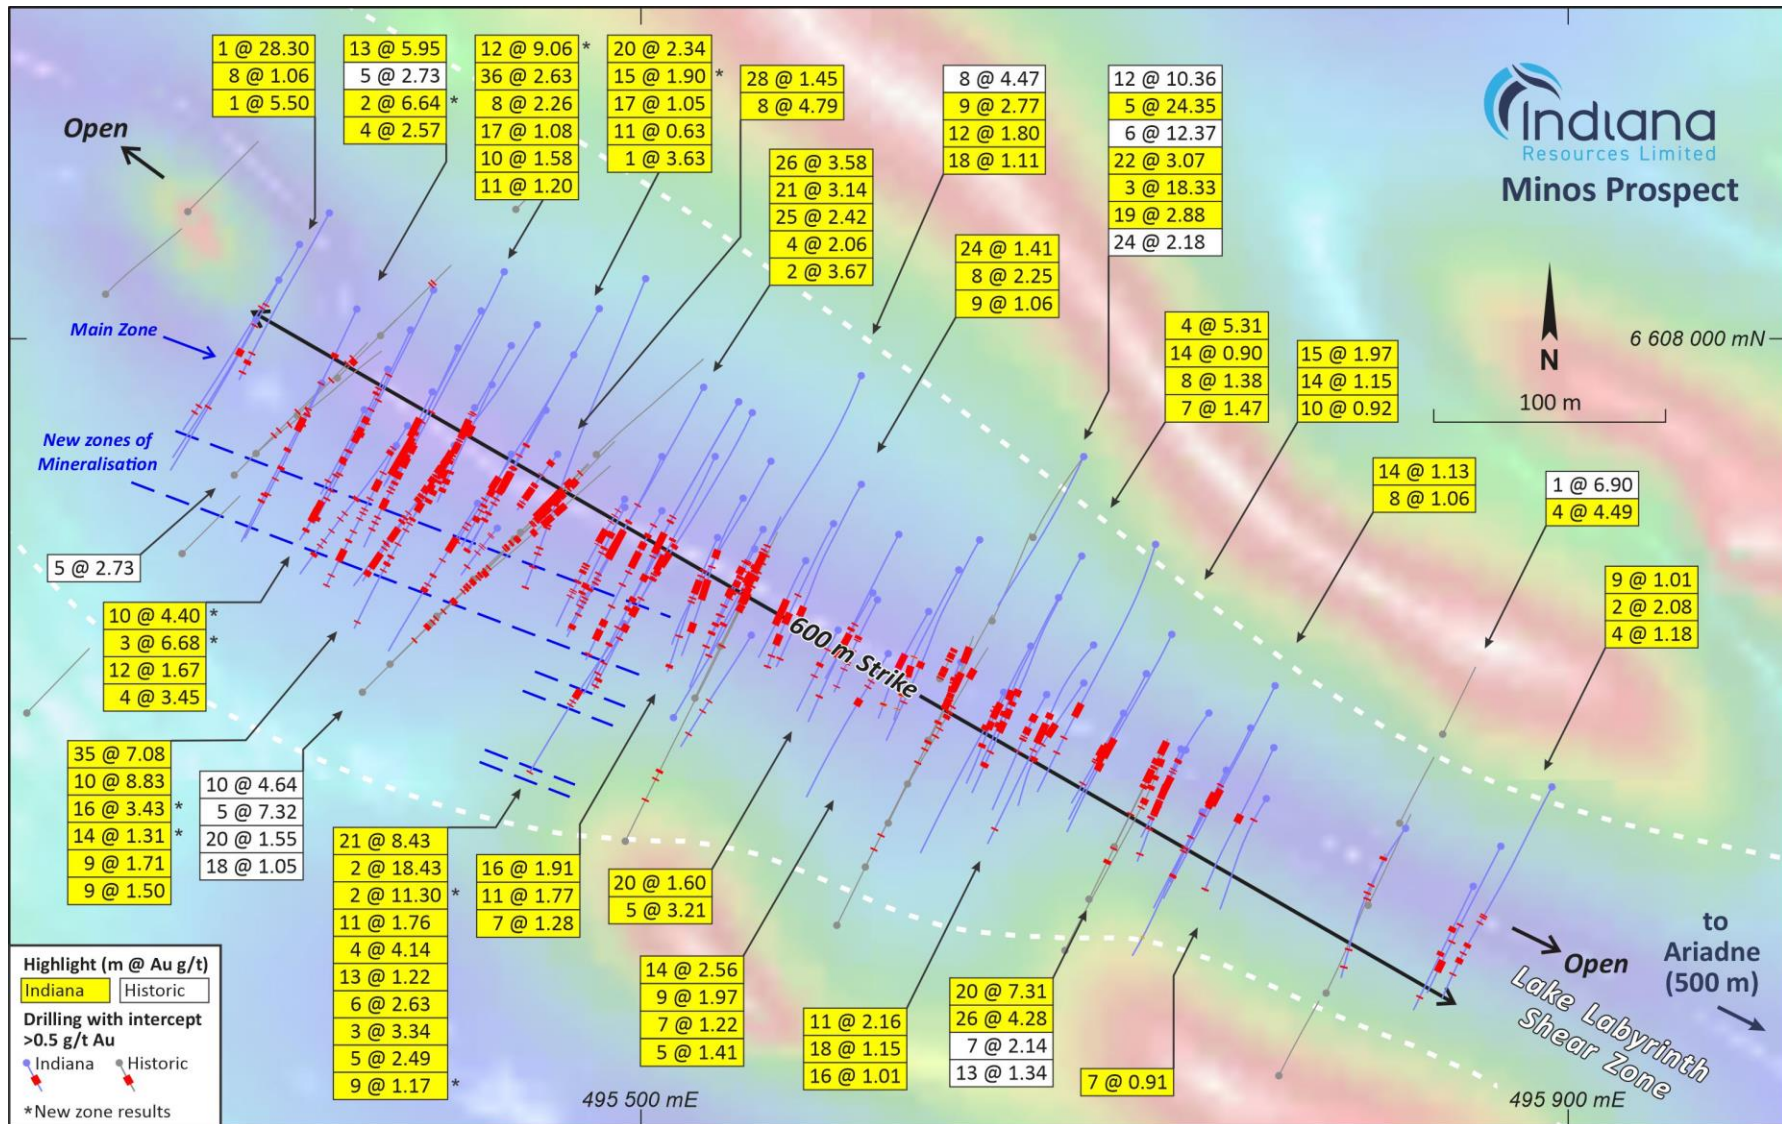 1 @ 28.30
8 @ 1.06
1 @ 5.50
13 @ 5.95
5 @ 2.73
2 @ 6.64 *
4 @ 2.57
12 @ 9.06 *
36 @ 2.63
8 @ 2.26
17 @ 1.08
10 @ 1.58
11 @ 1.20
20 @ 2.34
15 @ 1.90 *
17 @ 1.05
11 @ 0.63
1 @ 3.63
28 @ 1.45
8 @ 4.79
26 @ 3.58
21 @ 3.14
25 @ 2.42
4 @ 2.06
2 @ 3.67
8 @ 4.47
9 @ 2.77
12 @ 1.80
18 @ 1.11
24 @ 1.41
8 @ 2.25
9 @ 1.06
12 @ 10.36
5 @ 24.35
6 @ 12.37
22 @ 3.07
3 @ 18.33
19 @ 2.88
24 @ 2.18
Indiana
Resources Limited
Minos Prospect
4 @ 5.31
14 @ 0.90
8 @ 1.38
7 @ 1.47
15 @ 1.97
14 @ 1.15
10 @ 0.92
N
100 m
6 608 000 mN
14 @ 1.13
8 @ 1.06
1 @ 6.90
4 @ 4.49
9 @ 1.01
2 @ 2.08
4 @ 1.18
Open
Main Zone
New zones of
Mineralisation
600 m Strike
5 @ 2.73
10 @ 4.40 *
3 @ 6.68 *
12 @ 1.67
4 @ 3.45
35 @ 7.08
10 @ 8.83
16 @ 3.43 *
14 @ 1.31 *
9 @ 1.71
9 @ 1.50
10 @ 4.64
5 @ 7.32
20 @ 1.55
18 @ 1.05
21 @ 8.43
2 @ 18.43
2 @ 11.30 *
11 @ 1.76
4 @ 4.14
13 @ 1.22
6 @ 2.63
3 @ 3.34
5 @ 2.49
9 @ 1.17 *
16 @ 1.91
11 @ 1.77
7 @ 1.28
20 @ 1.60
5 @ 3.21
14 @ 2.56
9 @ 1.97
7 @ 1.22
5 @ 1.41
11 @ 2.16
18 @ 1.15
16 @ 1.01
20 @ 7.31
26 @ 4.28
7 @ 2.14
13 @ 1.34
7 @ 0.91
Open
to
Ariadne
(500 m)
Lake Labyrinth
Shear Zone
495 500 mE
495 900 mE
Highlight (m @ Au g/t)
Indiana
Historic
Drilling with intercept
>0.5 g/t Au
Indiana
Historic
*New zone results